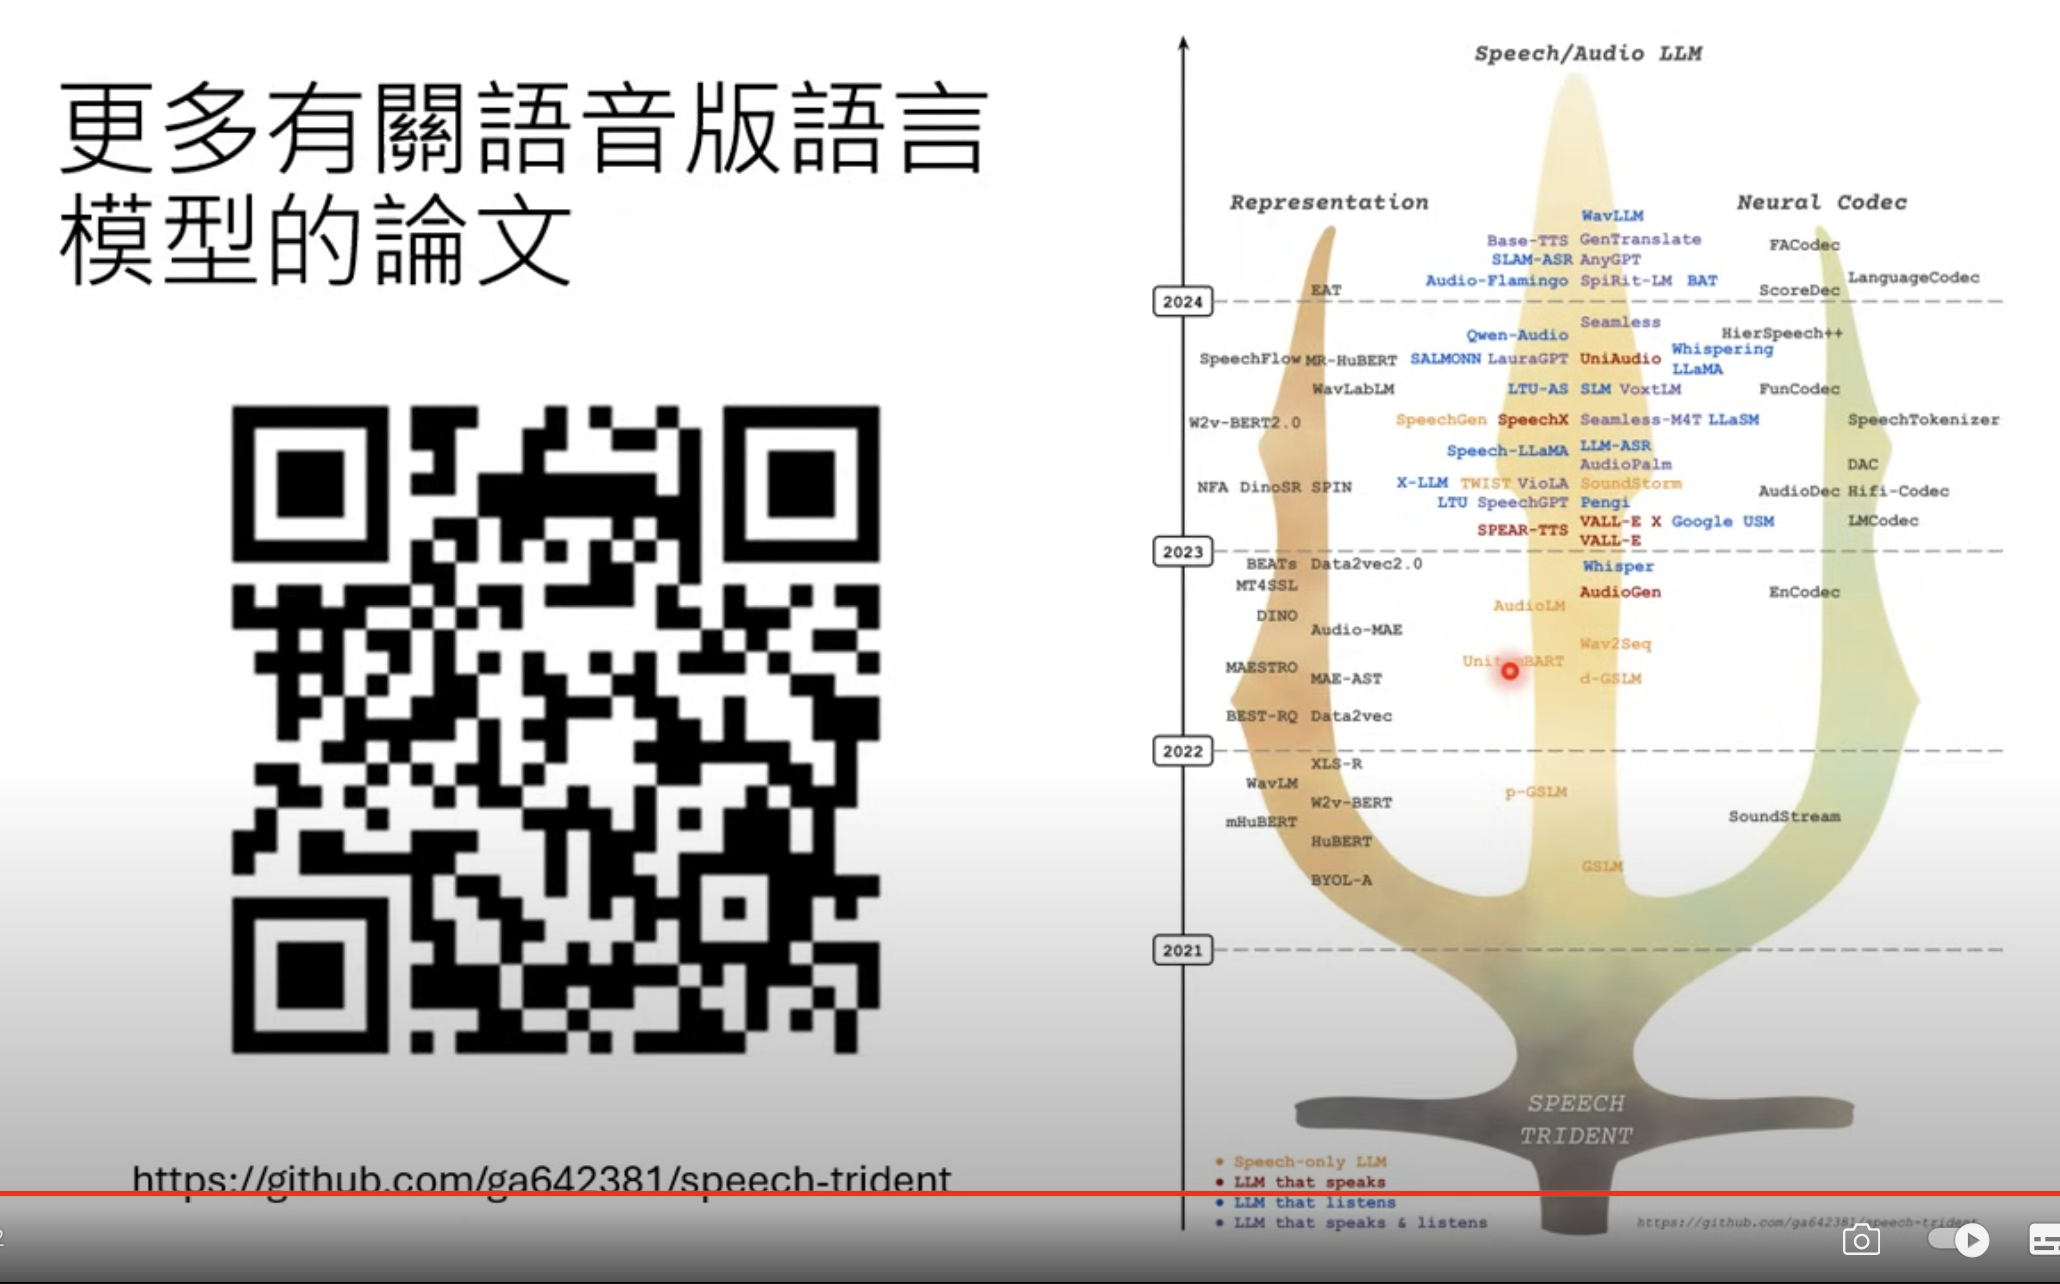 更多有關語音版語言
模型的論文
https://github.com/ga642381/speech-trident
Speech/Audio LLM
Representation
Neural Codec
WavLLM
Base-TTS GenTranslate FACodec
SLAM-ASR AnyGPT
Audio-Flamingo SpiRit-LM BAT LanguageCodec
EAT ScoreDec
2024
Seamless
Qwen-Audio HierSpeech++
SpeechFlow MR-HuBERT SALMONN LauraGPT UniAudio Whispering
LLaMA
WavLabLM LTU-AS SLM VoxtLM FunCodec
W2v-BERT2.0 SpeechGen SpeechX Seamless-M4T LLaSM SpeechTokenizer
Speech-LLaMA LLM-ASR
AudioPalm DAC
NFA DinoSR SPIN X-LLM TWIST VioLA SoundStorm AudioDec Hifi-Codec
LTU SpeechGPT Pengi
SPEAR-TTS VALL-E X Google USM LMCodec
VALL-E
2023
BEATs Data2vec2.0 Whisper
MT4SSL AudioGen EnCodec
DINO AudioLM
Audio-MAE
Wav2Seq
MAESTRO
MAE-AST d-GSLM
BEST-RQ Data2vec
2022
XLS-R
WavLM p-GSLM
W2v-BERT
mHuBERT SoundStream
HuBERT
BYOL-A GSLM
2021
SPEECH
TRIDENT
Speech-only LLM
LLM that speaks
LLM that listens
LLM that speaks & listens
https://github.com/ga642381/speech-trident